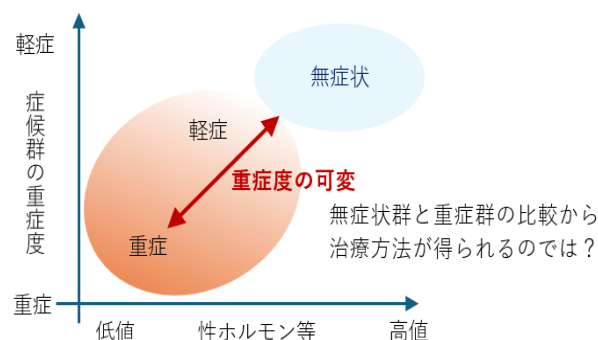 軽症
無症状
症候群の重症度
軽症
重症度の可変
無症状群と重症群の比較から
重症
治療方法が得られるのでは？
重症
低値
性ホルモン等
高値